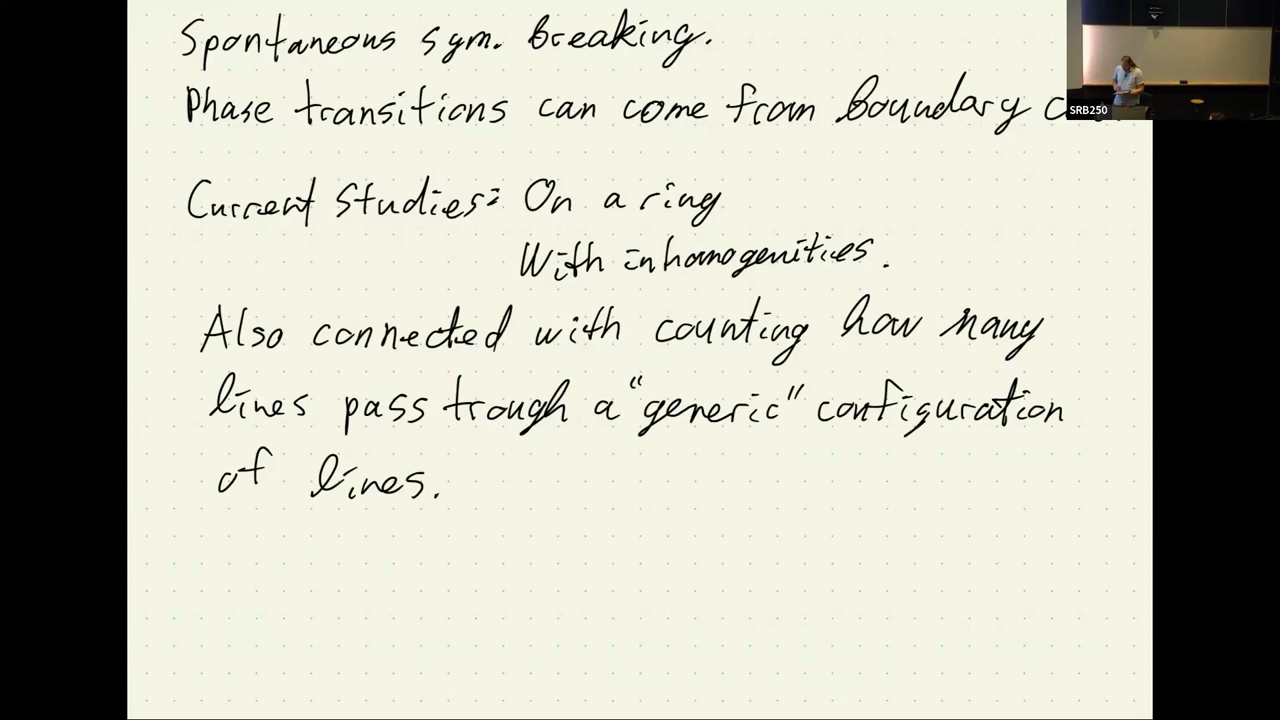 Spontaneous sym. breaking.
Phase transitions can come from boundary
SRB250
Current studies: On a ring
With inhomogenities.
Also connected with counting how many
lines pass trough a "generic" configuration
of lines.